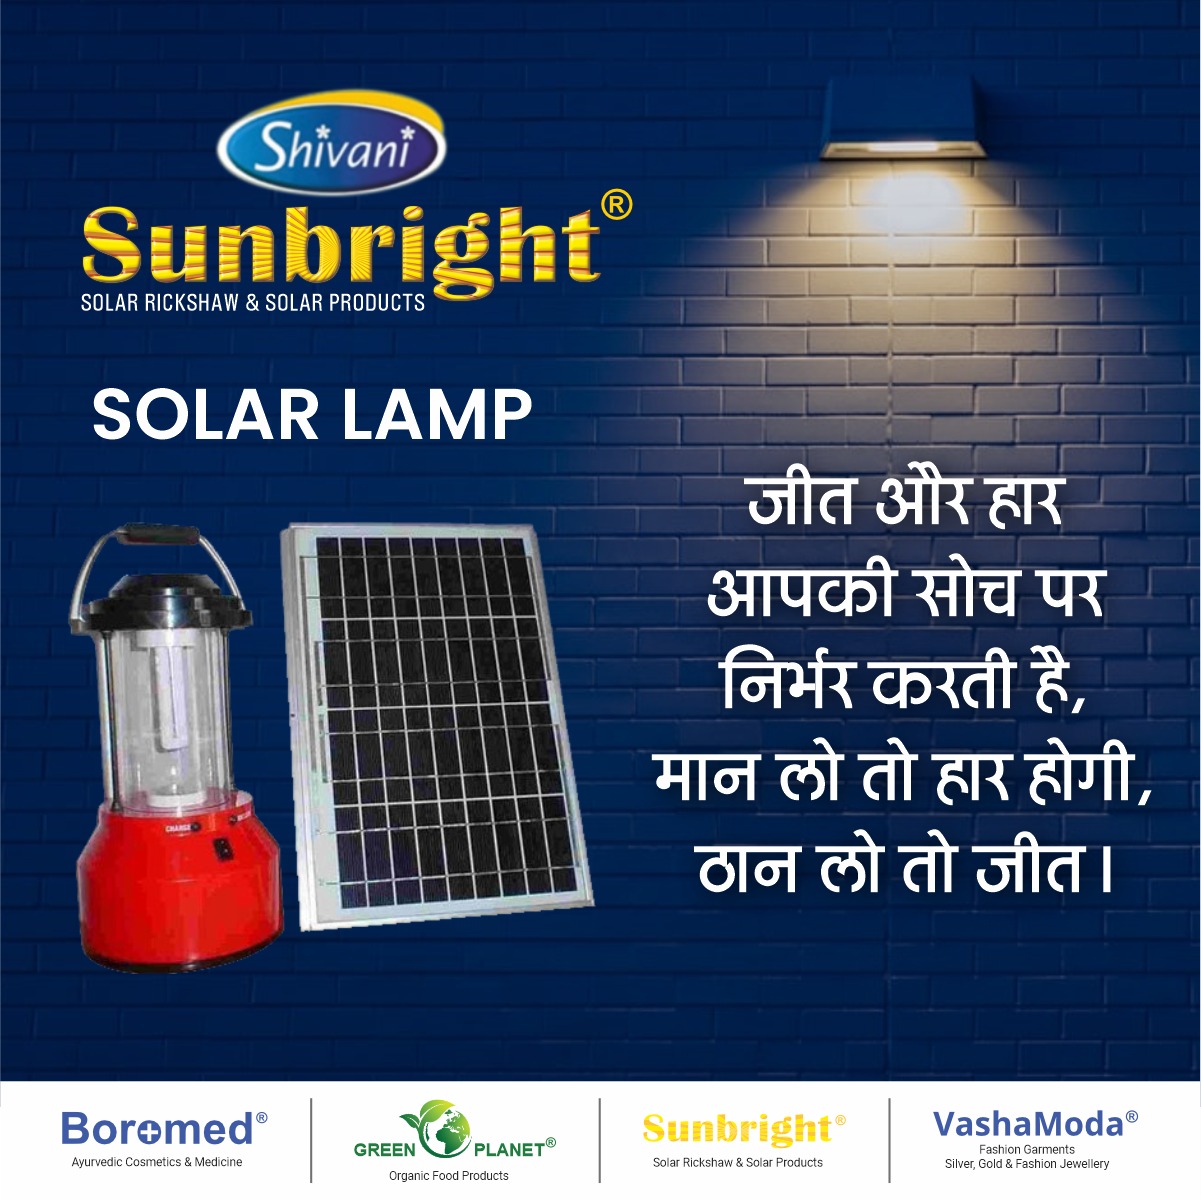 Shivani
Sunbright®
SOLAR RICKSHAW & SOLAR PRODUCTS
SOLAR LAMP
जीत और हार
आपकी सोच पर
निर्भर करती है,
मान लो तो हार होगी,
ठान लो तो जीत।
CHARGE
Boromed®
Ayurvedic Cosmetics & Medicine
GREEN PLANET®
Organic Food Products
Sunbright®
Solar Rickshaw & Solar Products
VashaModa®
Fashion Garments
Silver, Gold & Fashion Jewellery